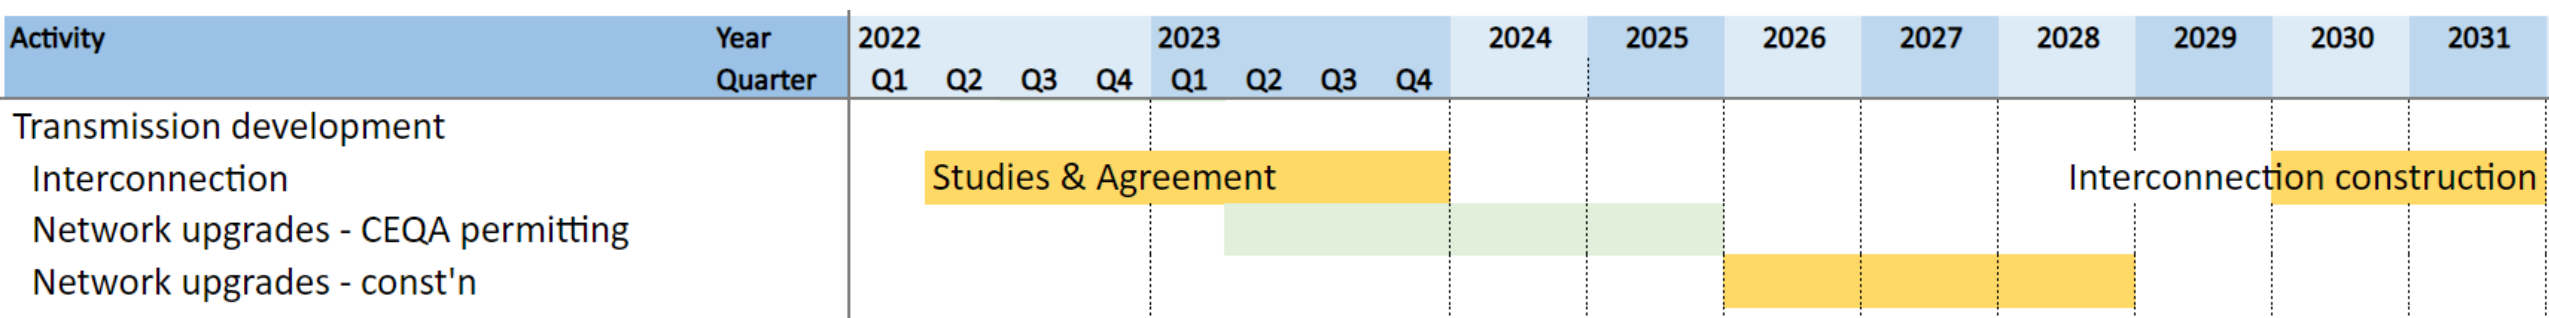 Activity Year 2022 2023 2024 2025 2026 2027 2028 2029 2030 2031
Quarter Q1 Q2 Q3 Q4 Q1 Q2 Q3 Q4
Transmission development
Interconnection Studies & Agreement Interconnection construction
Network upgrades - CEQA permitting
Network upgrades - const'n